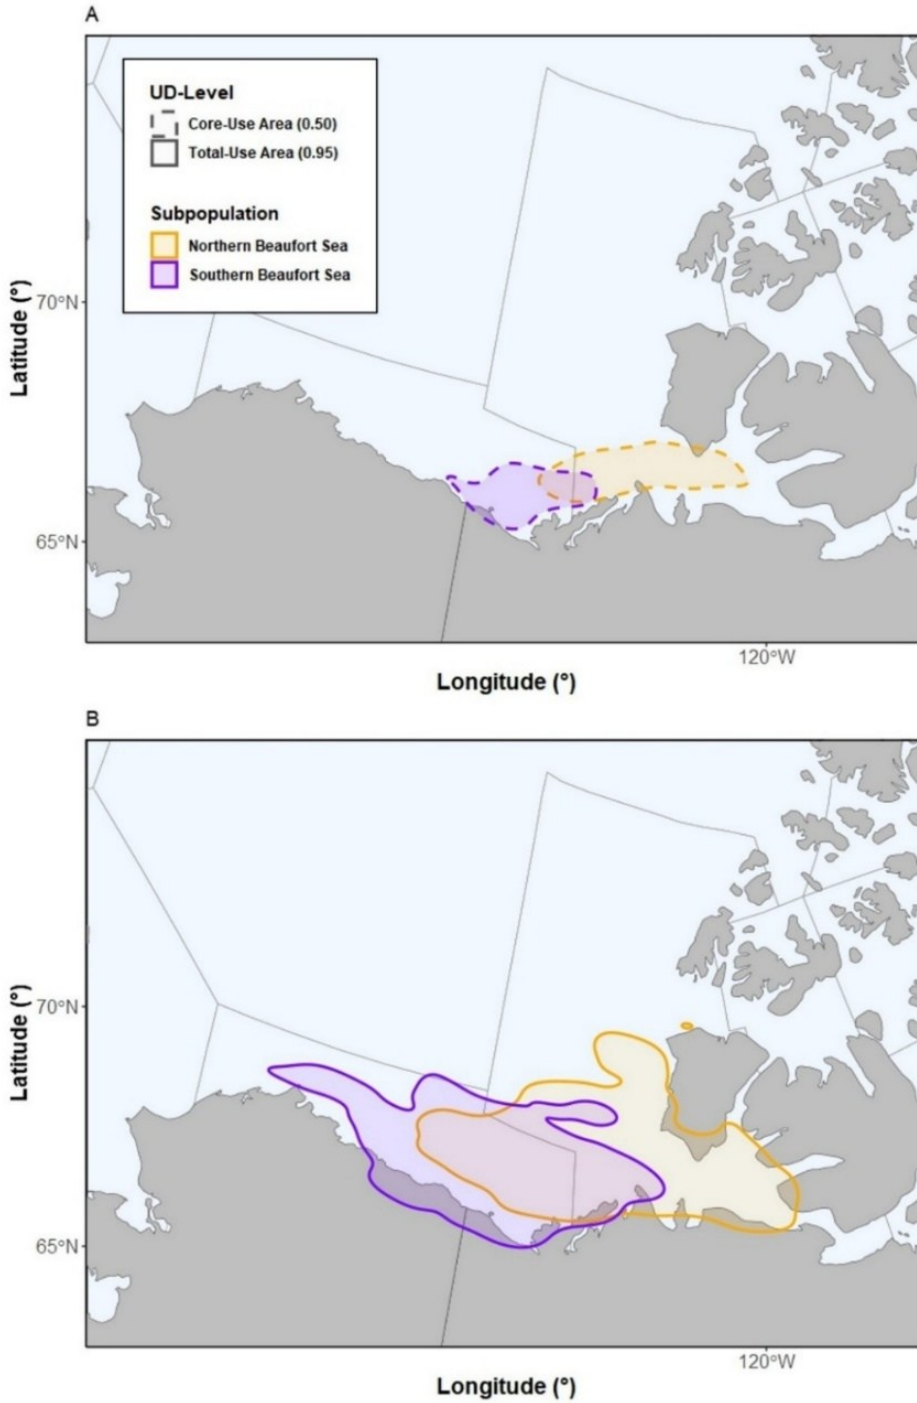 A
UD-Level
Core-Use Area (0.50)
Total-Use Area (0.95)
Subpopulation
Northern Beaufort Sea
Southern Beaufort Sea
70°N
Latitude (°)
65°N
120°W
Longitude (°)
B
70°N
Latitude (°)
65°N
120°W
Longitude (°)